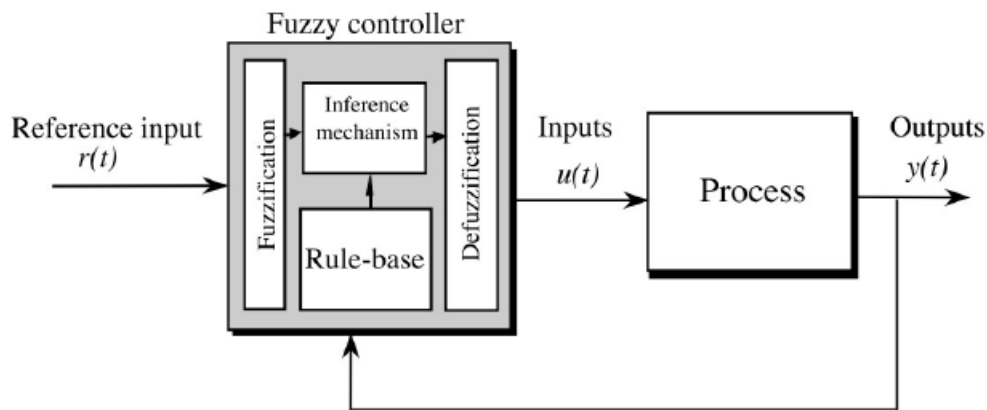 Fuzzy controller
Reference input
r(t)
Fuzzification
Inference
mechanism
Rule-base
Defuzzification
Inputs
u(t)
Process
Outputs
y(t)